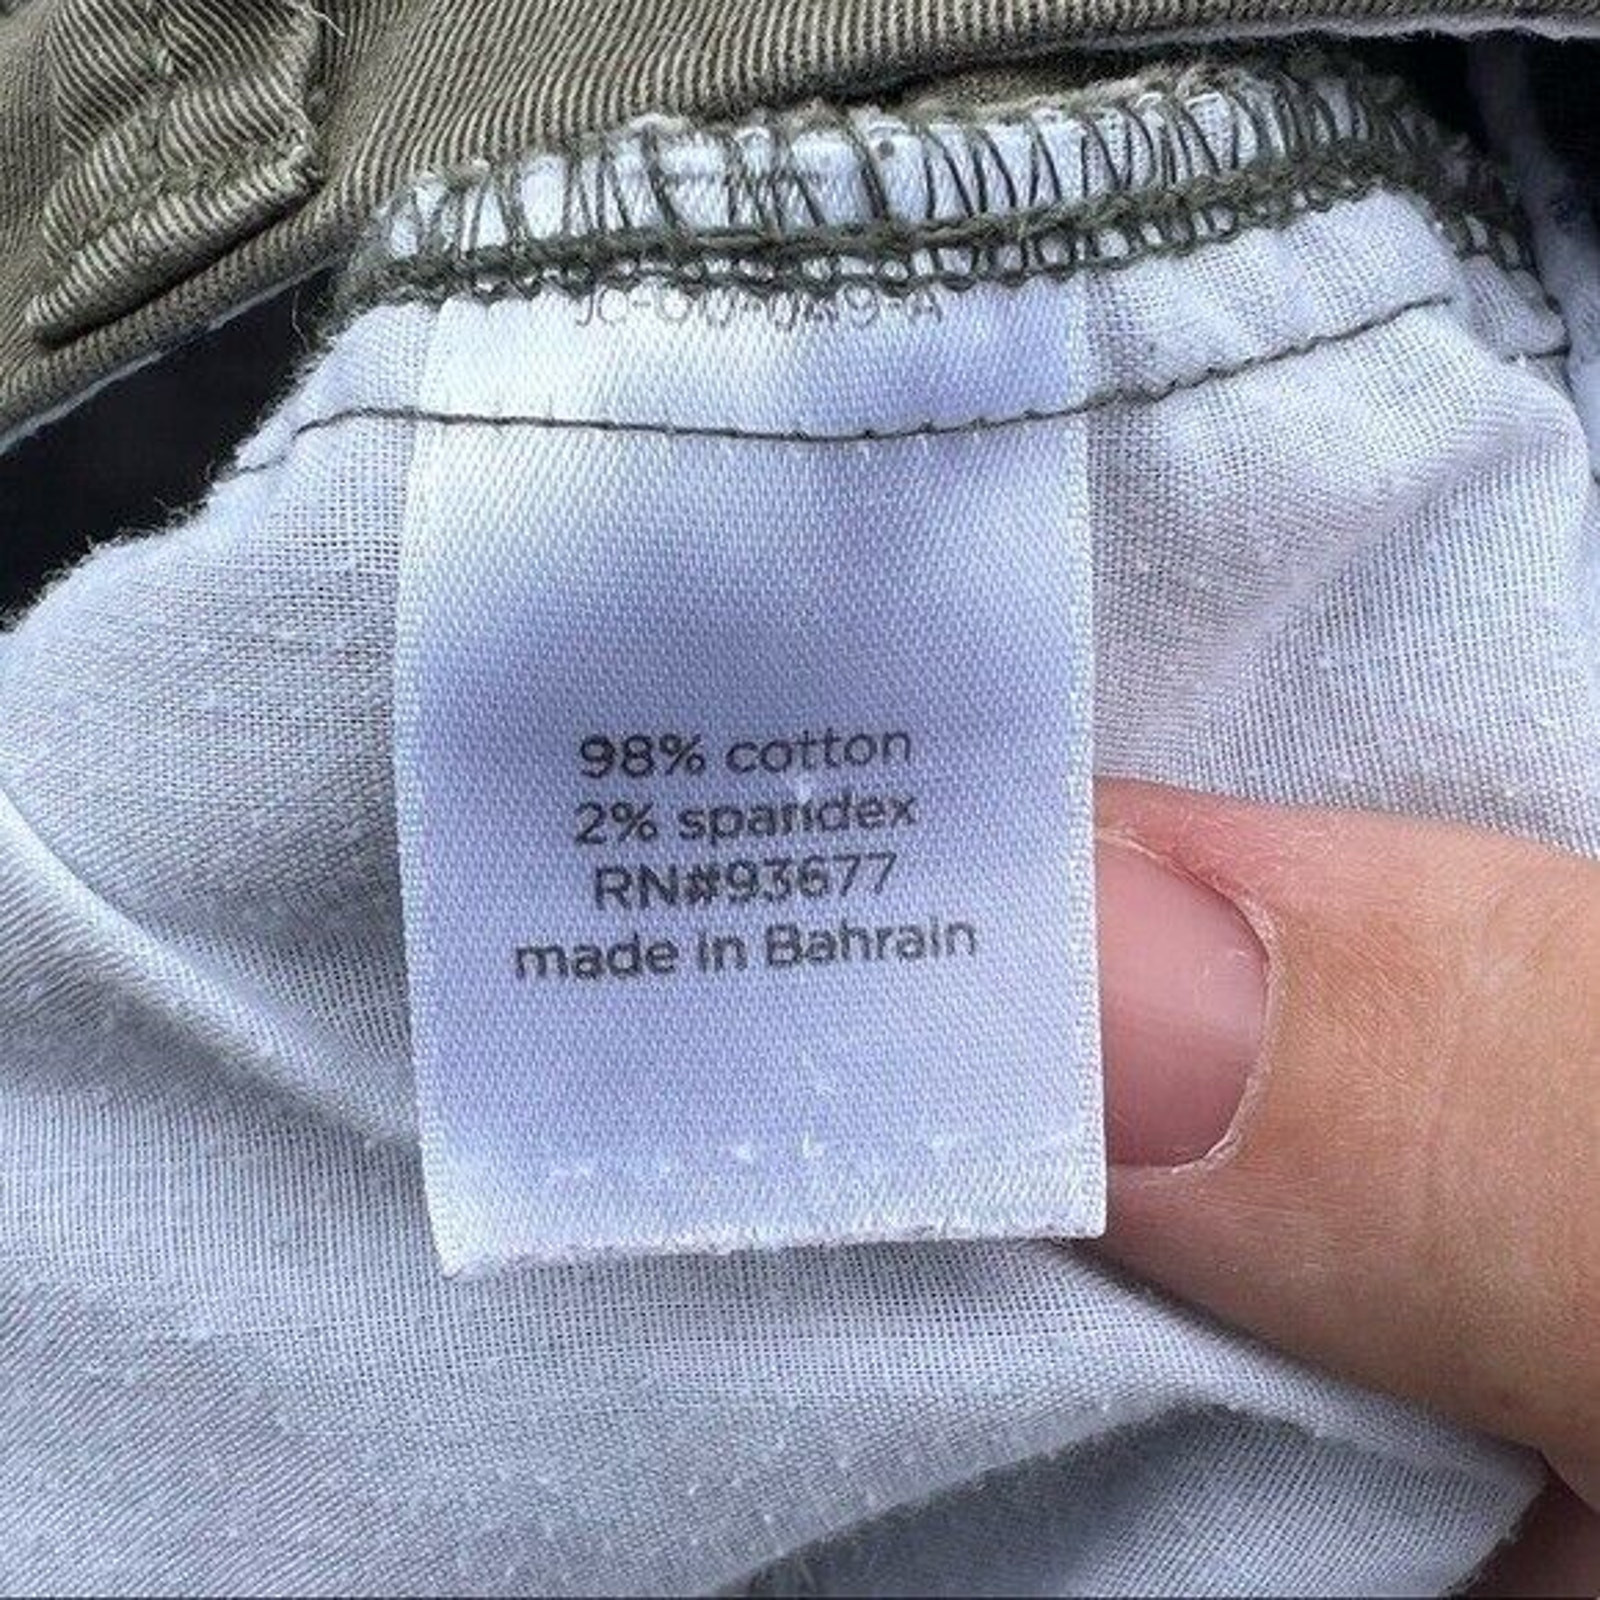 98% cotton
2% spandex
RN#93677
made in Bahrain